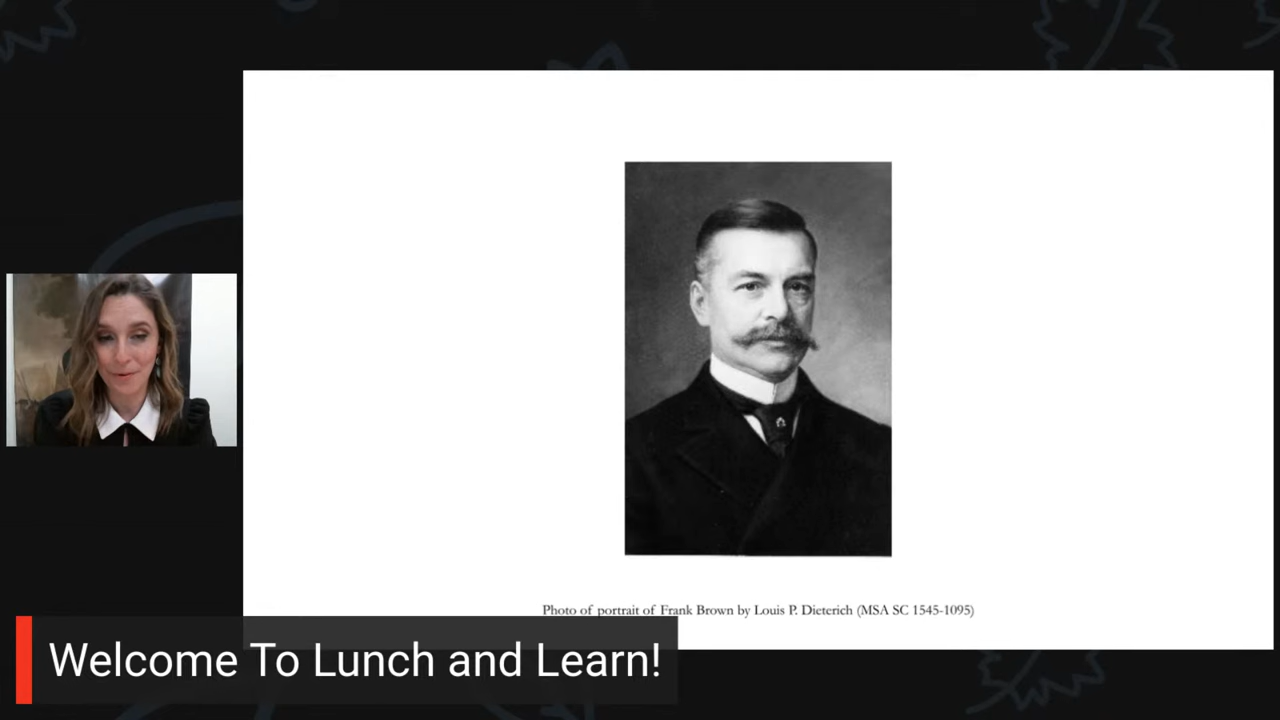 Photo of portrait of Frank Brown by Louis P. Dieterich (MSA SC 1545-1095)
Welcome To Lunch and Learn!